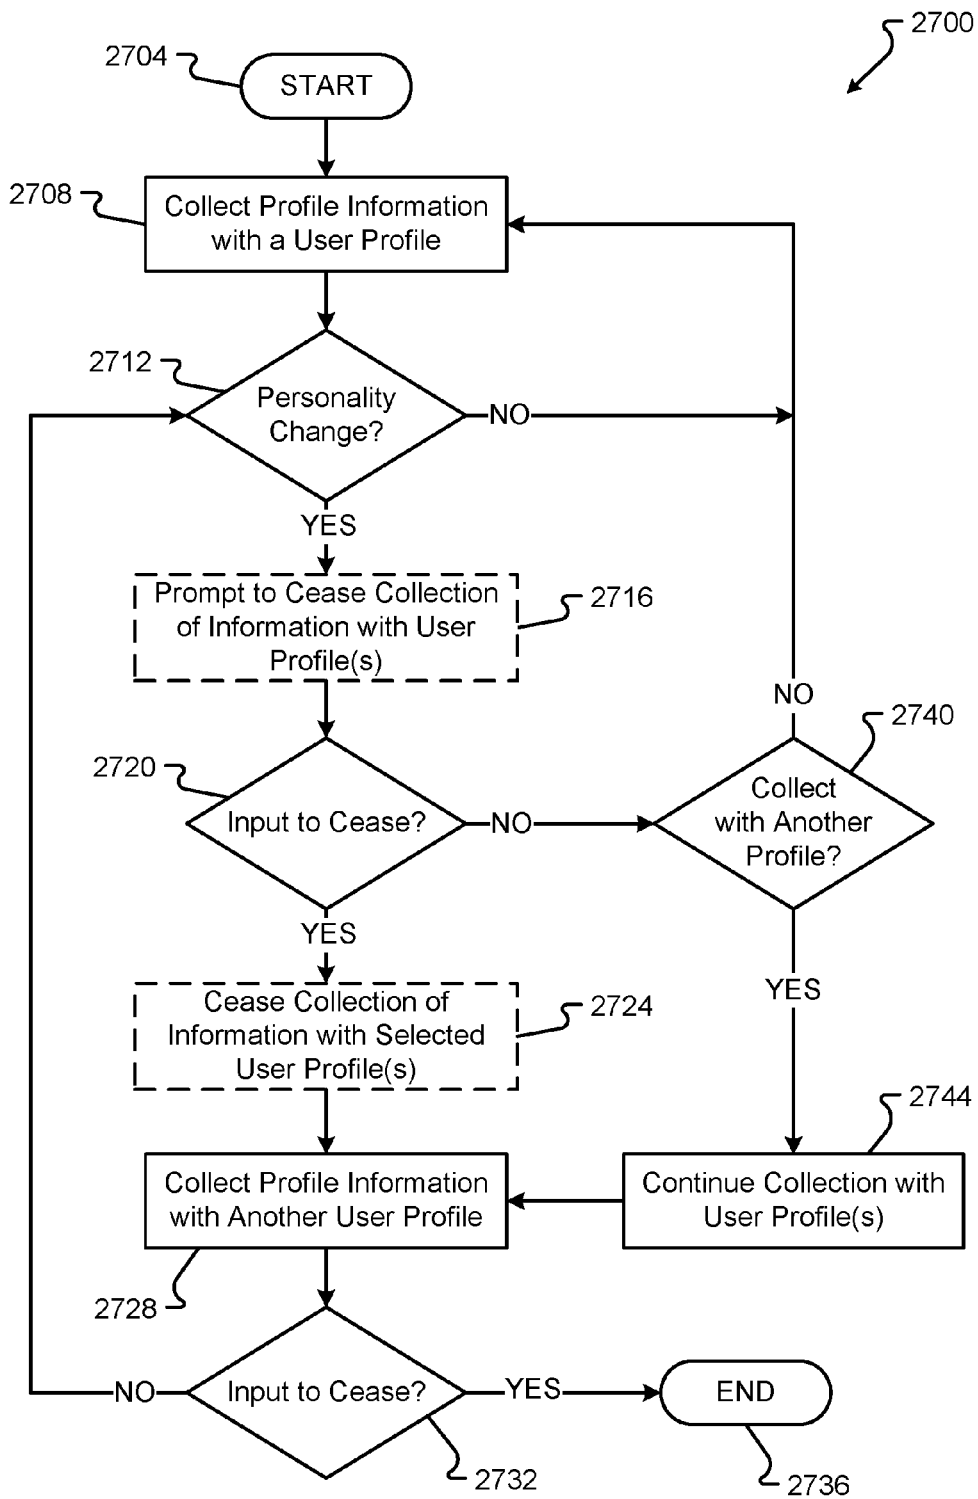 2700
2704
START
2708
Collect Profile Information
with a User Profile
2712
Personality
Change?
NO
YES
Prompt to Cease Collection
of Information with User
Profile(s)
2716
NO
2740
2720
Input to Cease?
NO
Collect
with Another
Profile?
YES
YES
Cease Collection of
Information with Selected
User Profile(s)
2724
2744
Collect Profile Information
with Another User Profile
Continue Collection with
User Profile(s)
2728
NO
Input to Cease?
YES
END
2732
2736